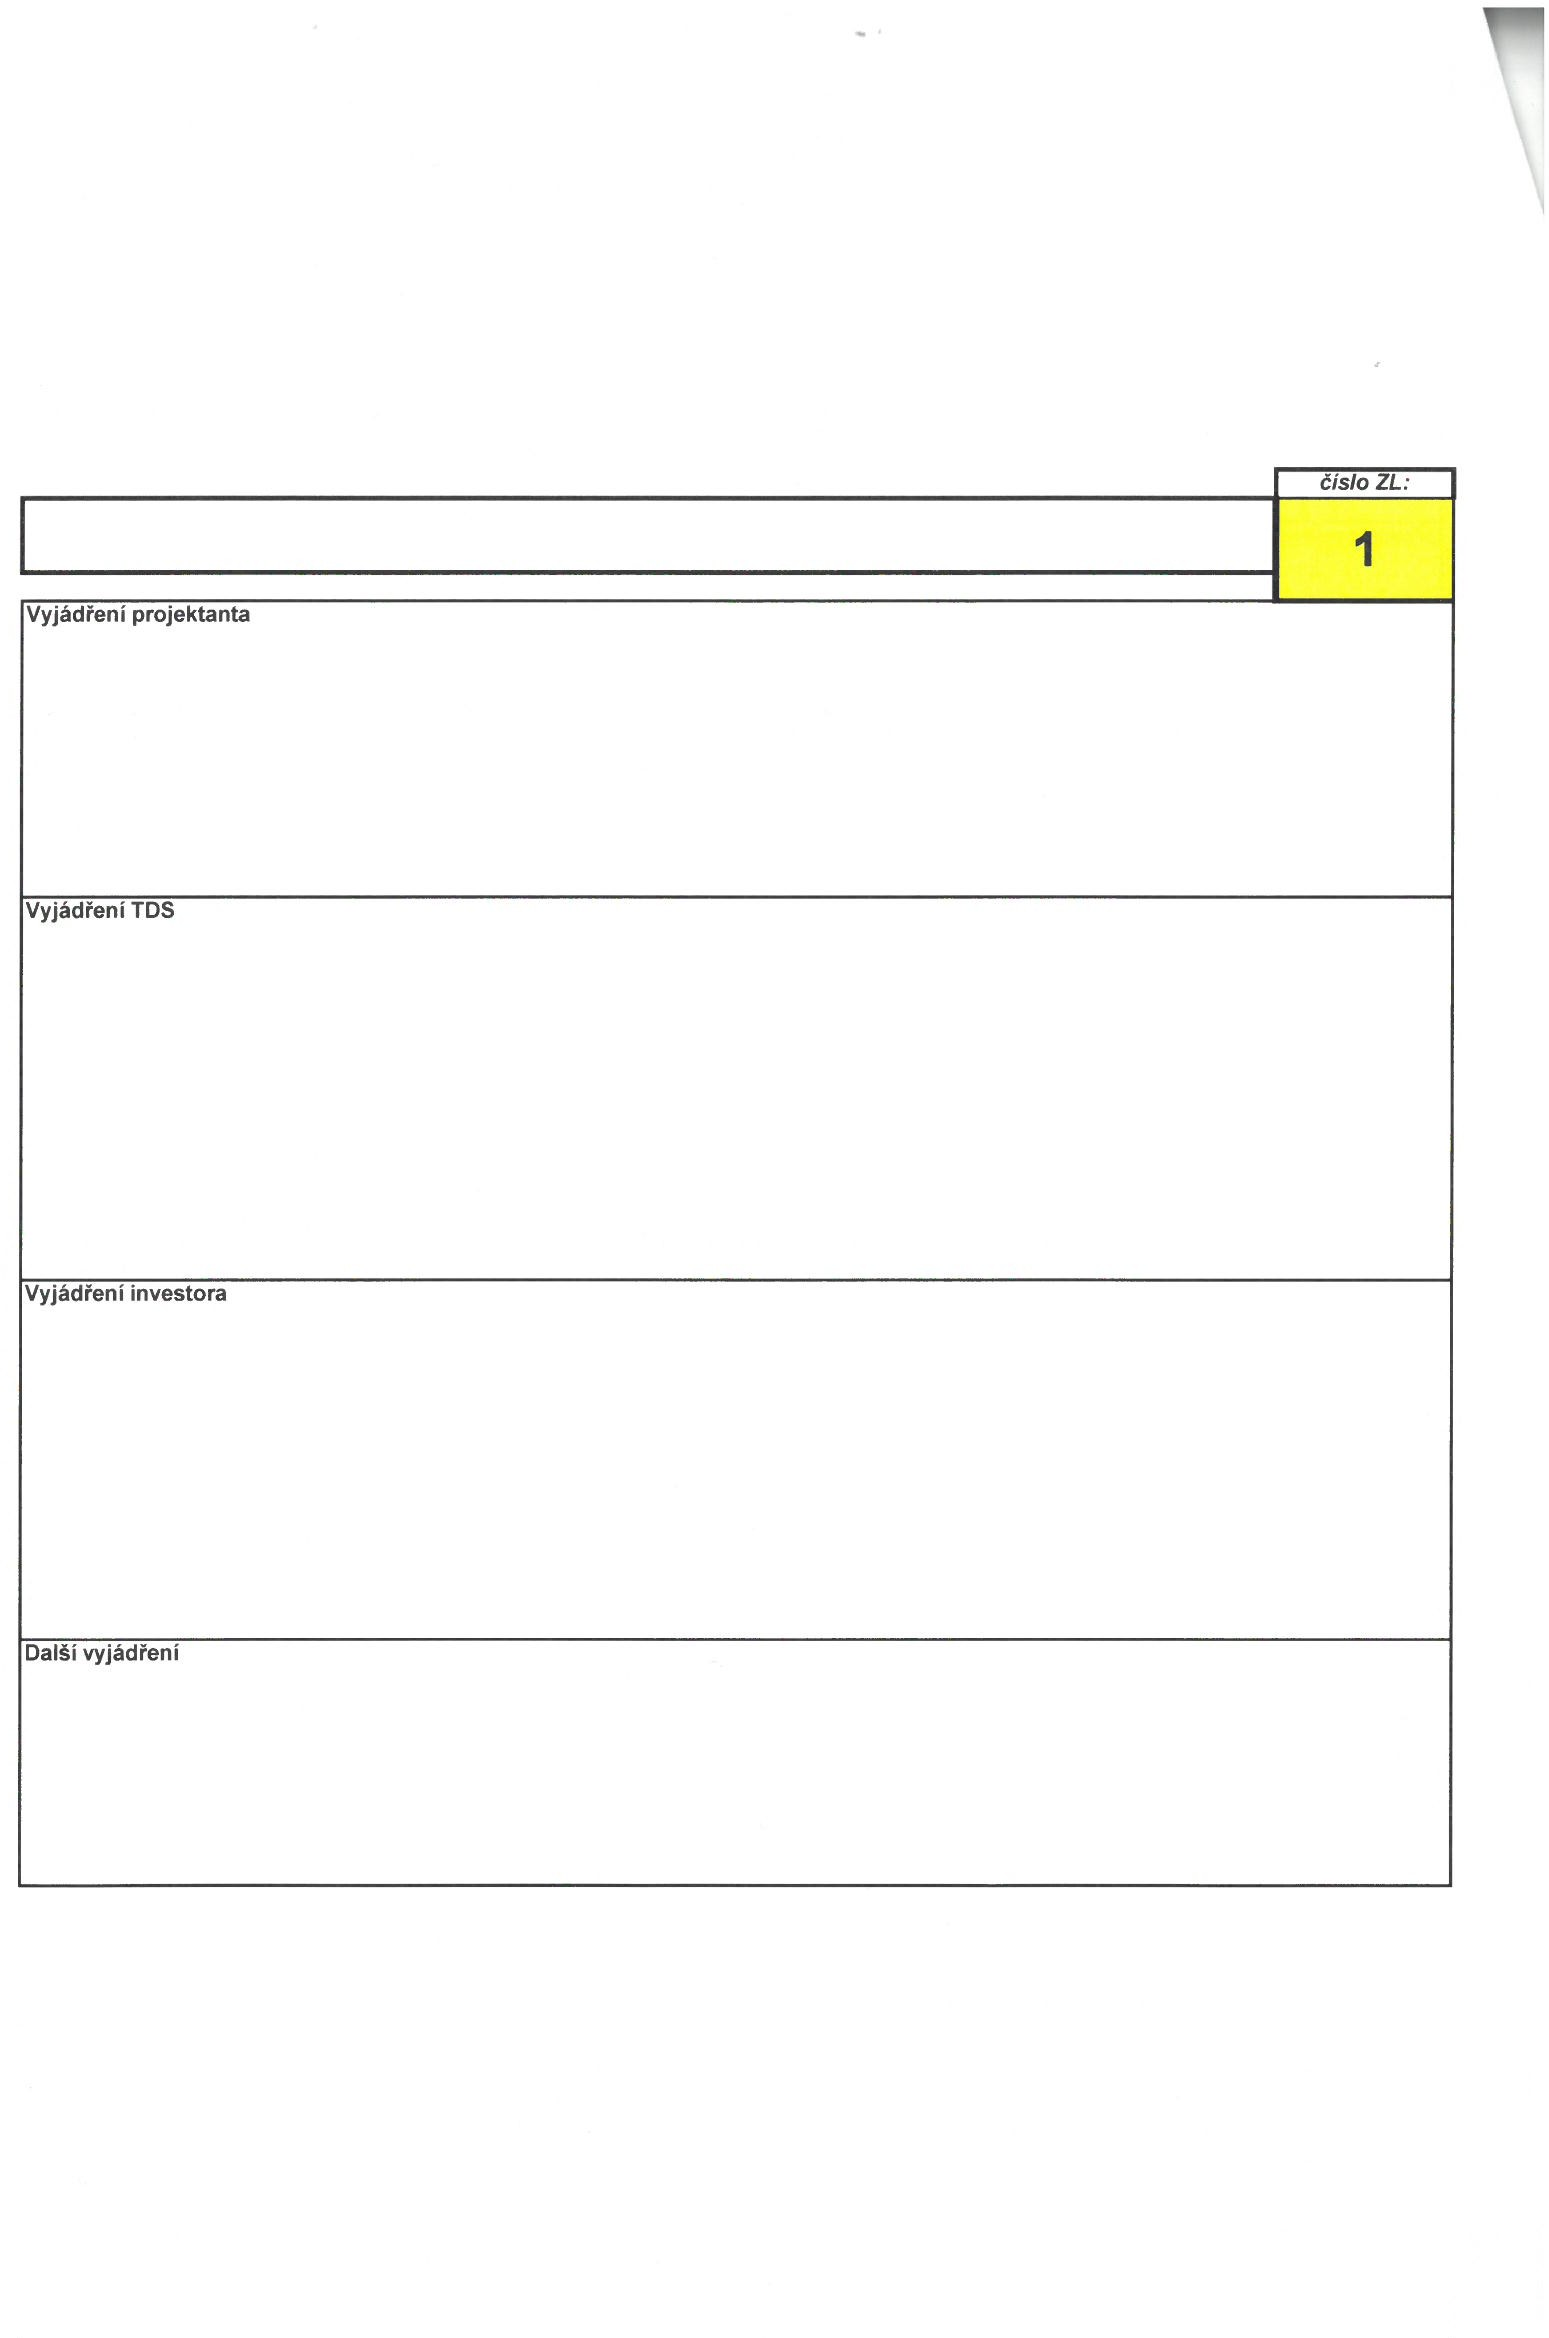 číslo ZL:
1
Vyjádření projektanta
Vyjádření TDS
Vyjádření investora
Další vyjádření